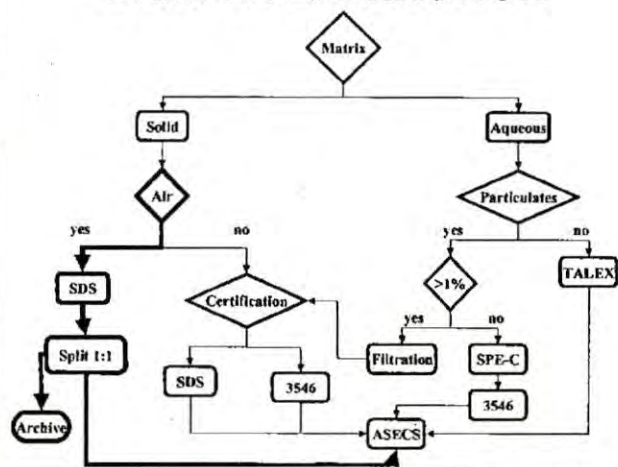 Matrix
Solid
Aqueous
Air
Particulates
yes
no
yes
no
SDS
Certification
>1%
TALEX
yes
no
Split 1:1
Filtration
SPE-C
SDS
3546
3546
Archive
ASECS